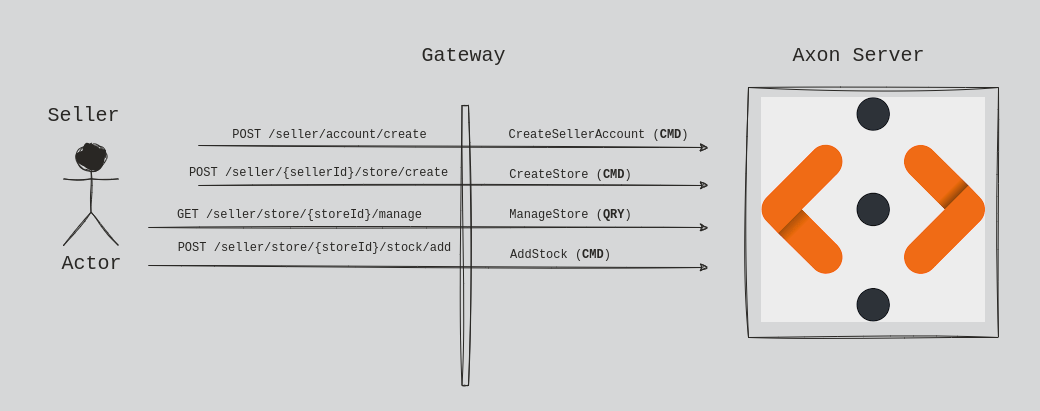 Gateway
Axon Server
Seller
POST /seller/account/create
CreateSellerAccount (CMD)
POST /seller/{sellerId}/store/create
CreateStore (CMD)
GET /seller/store/{storeId}/manage
ManageStore (QRY)
POST /seller/store/{storeId}/stock/add
AddStock (CMD)
Actor